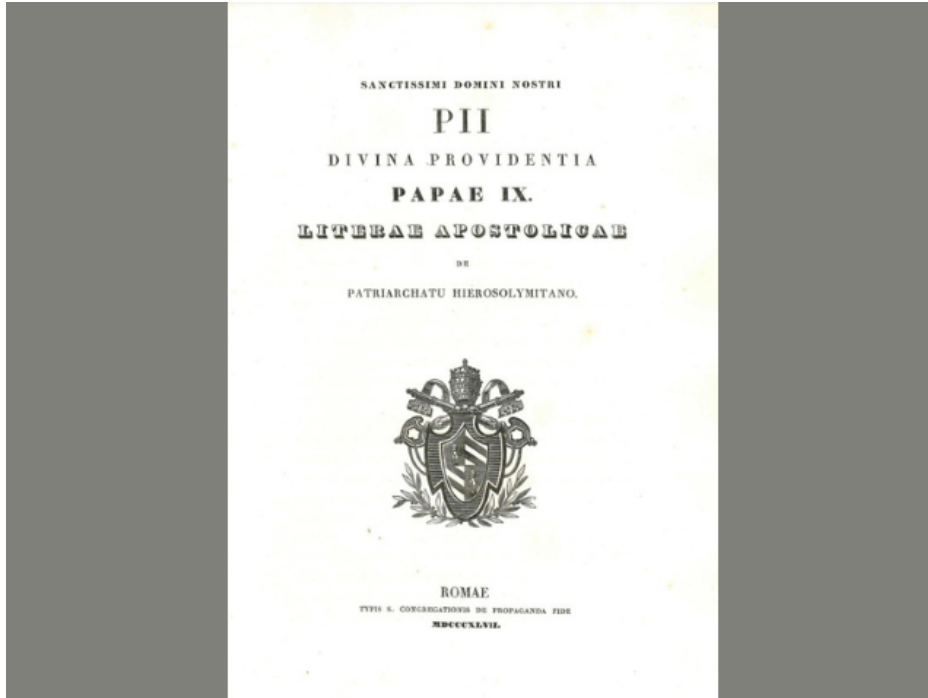 SANCTISSIMI DOMINI NOSTRI
PII
DIVINA PROVIDENTIA
PAPAE IX.
LITERAE APOSTOLICAE
DE
PATRIARCHATU HIEROSOLYMITANO.
ROMAE
TYPIS S. CONGREGATIONIS DE PROPAGANDA FIDE
MDCCCXLVII.